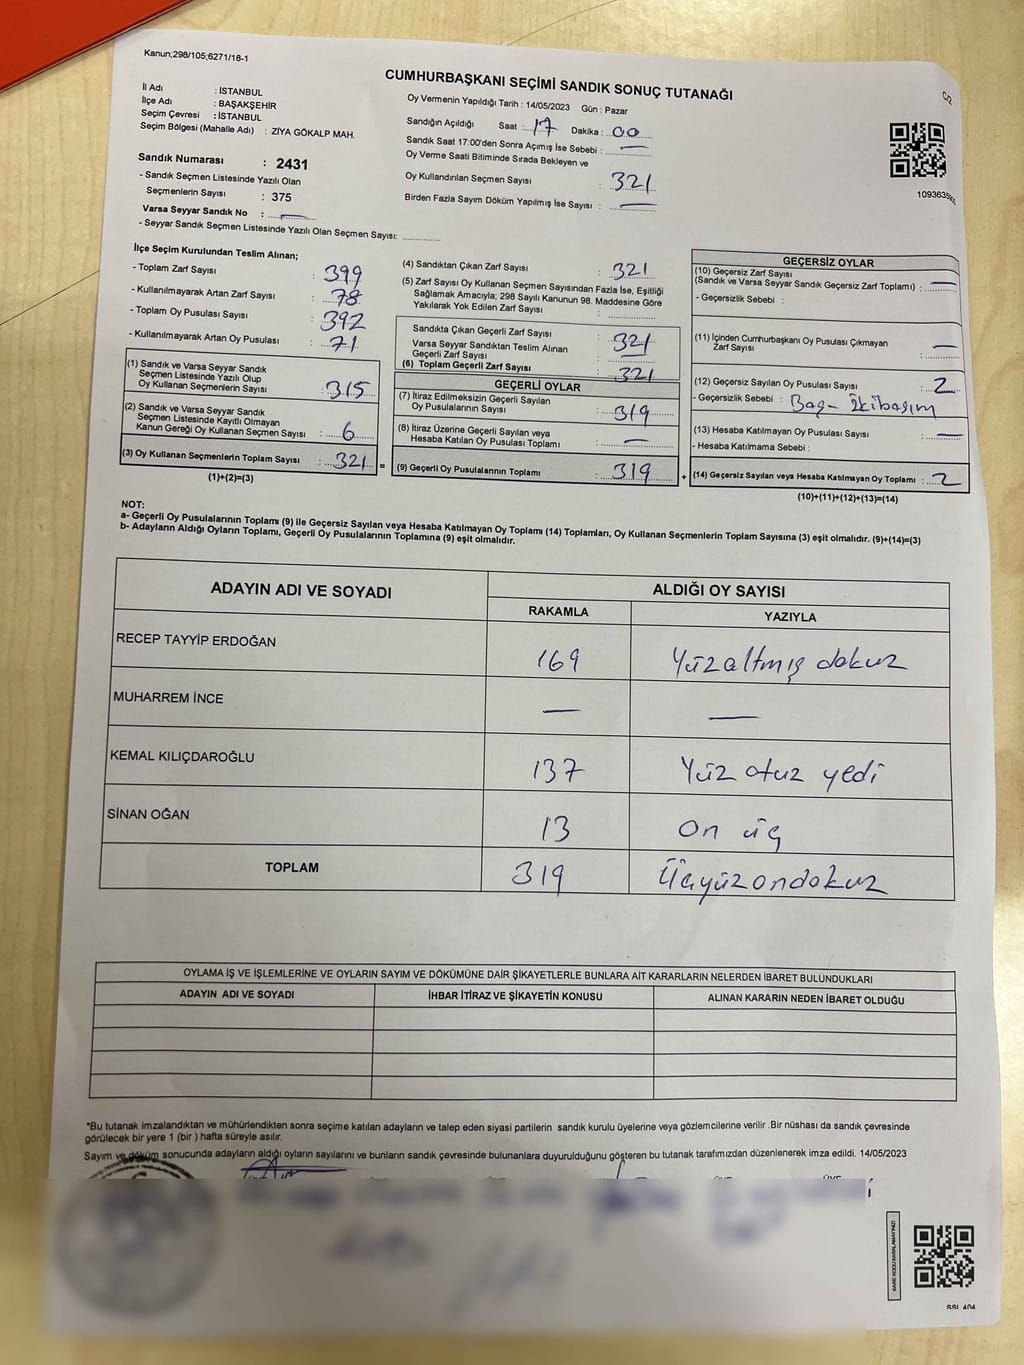 Kanun;298/105;6271/18-1
CUMHURBAŞKANI SEÇİMİ SANDIK SONUÇ TUTANAĞI
C/2
İl Adı : İSTANBUL
İlçe Adı : BAŞAKŞEHİR
Seçim Çevresi : İSTANBUL
Seçim Bölgesi (Mahalle Adı) : ZİYA GÖKALP MAH.
Sandık Numarası : 2431
- Sandık Seçmen Listesinde Yazılı Olan
Seçmenlerin Sayısı : 375
Varsa Seyyar Sandık No : —
- Seyyar Sandık Seçmen Listesinde Yazılı Olan Seçmen Sayısı: ............
Oy Vermenin Yapıldığı Tarih : 14/05/2023 Gün : Pazar
Sandığın Açıldığı Saat : 17 Dakika : 00
Sandık Saat 17:00'den Sonra Açımış İse Sebebi : —
Oy Verme Saati Bitiminde Sırada Bekleyen ve
Oy Kullandırılan Seçmen Sayısı : 321
Birden Fazla Sayım Döküm Yapılmış İse Sayısı : —
İlçe Seçim Kurulundan Teslim Alınan;
- Toplam Zarf Sayısı : 399
- Kullanılmayarak Artan Zarf Sayısı : 78
- Toplam Oy Pusulası Sayısı : 392
- Kullanılmayarak Artan Oy Pusulası : 71
(1) Sandık ve Varsa Seyyar Sandık
Seçmen Listesinde Yazılı Olup
Oy Kullanan Seçmenlerin Sayısı : 315
(2) Sandık ve Varsa Seyyar Sandık
Seçmen Listesinde Kayıtlı Olmayan
Kanun Gereği Oy Kullanan Seçmen Sayısı : 6
(3) Oy Kullanan Seçmenlerin Toplam Sayısı : 321 =
(1)+(2)=(3)
(4) Sandıktan Çıkan Zarf Sayısı : 321
(5) Zarf Sayısı Oy Kullanan Seçmen Sayısından Fazla İse, Eşitliği
Sağlamak Amacıyla; 298 Sayılı Kanunun 98. Maddesine Göre
Yakılarak Yok Edilen Zarf Sayısı : ............
Sandıkta Çıkan Geçerli Zarf Sayısı : 321
Varsa Seyyar Sandıktan Teslim Alınan
Geçerli Zarf Sayısı : —
(6) Toplam Geçerli Zarf Sayısı : 321
GEÇERLİ OYLAR
(7) İtiraz Edilmeksizin Geçerli Sayılan
Oy Pusulalarının Sayısı : 319
(8) İtiraz Üzerine Geçerli Sayılan veya
Hesaba Katılan Oy Pusulası Toplamı : —
(9) Geçerli Oy Pusulalarının Toplamı : 319 +
GEÇERSİZ OYLAR
(10) Geçersiz Zarf Sayısı
(Sandık ve Varsa Seyyar Sandık Geçersiz Zarf Toplamı) : —
- Geçersizlik Sebebi :
(11) İçinden Cumhurbaşkanı Oy Pusulası Çıkmayan
Zarf Sayısı : —
(12) Geçersiz Sayılan Oy Pusulası Sayısı : 2
- Geçersizlik Sebebi :
(13) Hesaba Katılmayan Oy Pusulası Sayısı : —
- Hesaba Katılmama Sebebi :
(14) Geçersiz Sayılan veya Hesaba Katılmayan Oy Toplamı : 2
(10)+(11)+(12)+(13)=(14)
NOT:
a- Geçerli Oy Pusulalarının Toplamı (9) ile Geçersiz Sayılan veya Hesaba Katılmayan Oy Toplamı (14) Toplamları, Oy Kullanan Seçmenlerin Toplam Sayısına (3) eşit olmalıdır. (9)+(14)=(3)
b- Adayların Aldığı Oyların Toplamı, Geçerli Oy Pusulalarının Toplamına (9) eşit olmalıdır.
ADAYIN ADI VE SOYADI ALDIĞI OY SAYISI
RAKAMLA YAZIYLA
RECEP TAYYİP ERDOĞAN 169 Yüzaltmış dokuz
MUHARREM İNCE — —
KEMAL KILIÇDAROĞLU 137 Yüz otuz yedi
SİNAN OĞAN 13 On üç
TOPLAM 319 Üçyüzondokuz
OYLAMA İŞ VE İŞLEMLERİNE VE OYLARIN SAYIM VE DÖKÜMÜNE DAİR ŞİKAYETLERLE BUNLARA AİT KARARLARIN NELERDEN İBARET BULUNDUKLARI
ADAYIN ADI VE SOYADI İHBAR İTİRAZ VE ŞİKAYETİN KONUSU ALINAN KARARIN NEDEN İBARET OLDUĞU
*Bu tutanak imzalandıktan ve mühürlendikten sonra seçime katılan adayların ve talep eden siyasi partilerin sandık kurulu üyelerine veya gözlemcilerine verilir .Bir nüshası da sandık çevresinde
görülecek bir yere 1 (bir ) hafta süreyle asılır.
Sayım ve döküm sonucunda adayların aldığı oyların sayılarını ve bunların sandık çevresinde bulunanlara duyurulduğunu gösteren bu tutanak tarafımızdan düzenlenerek imza edildi. 14/05/2023